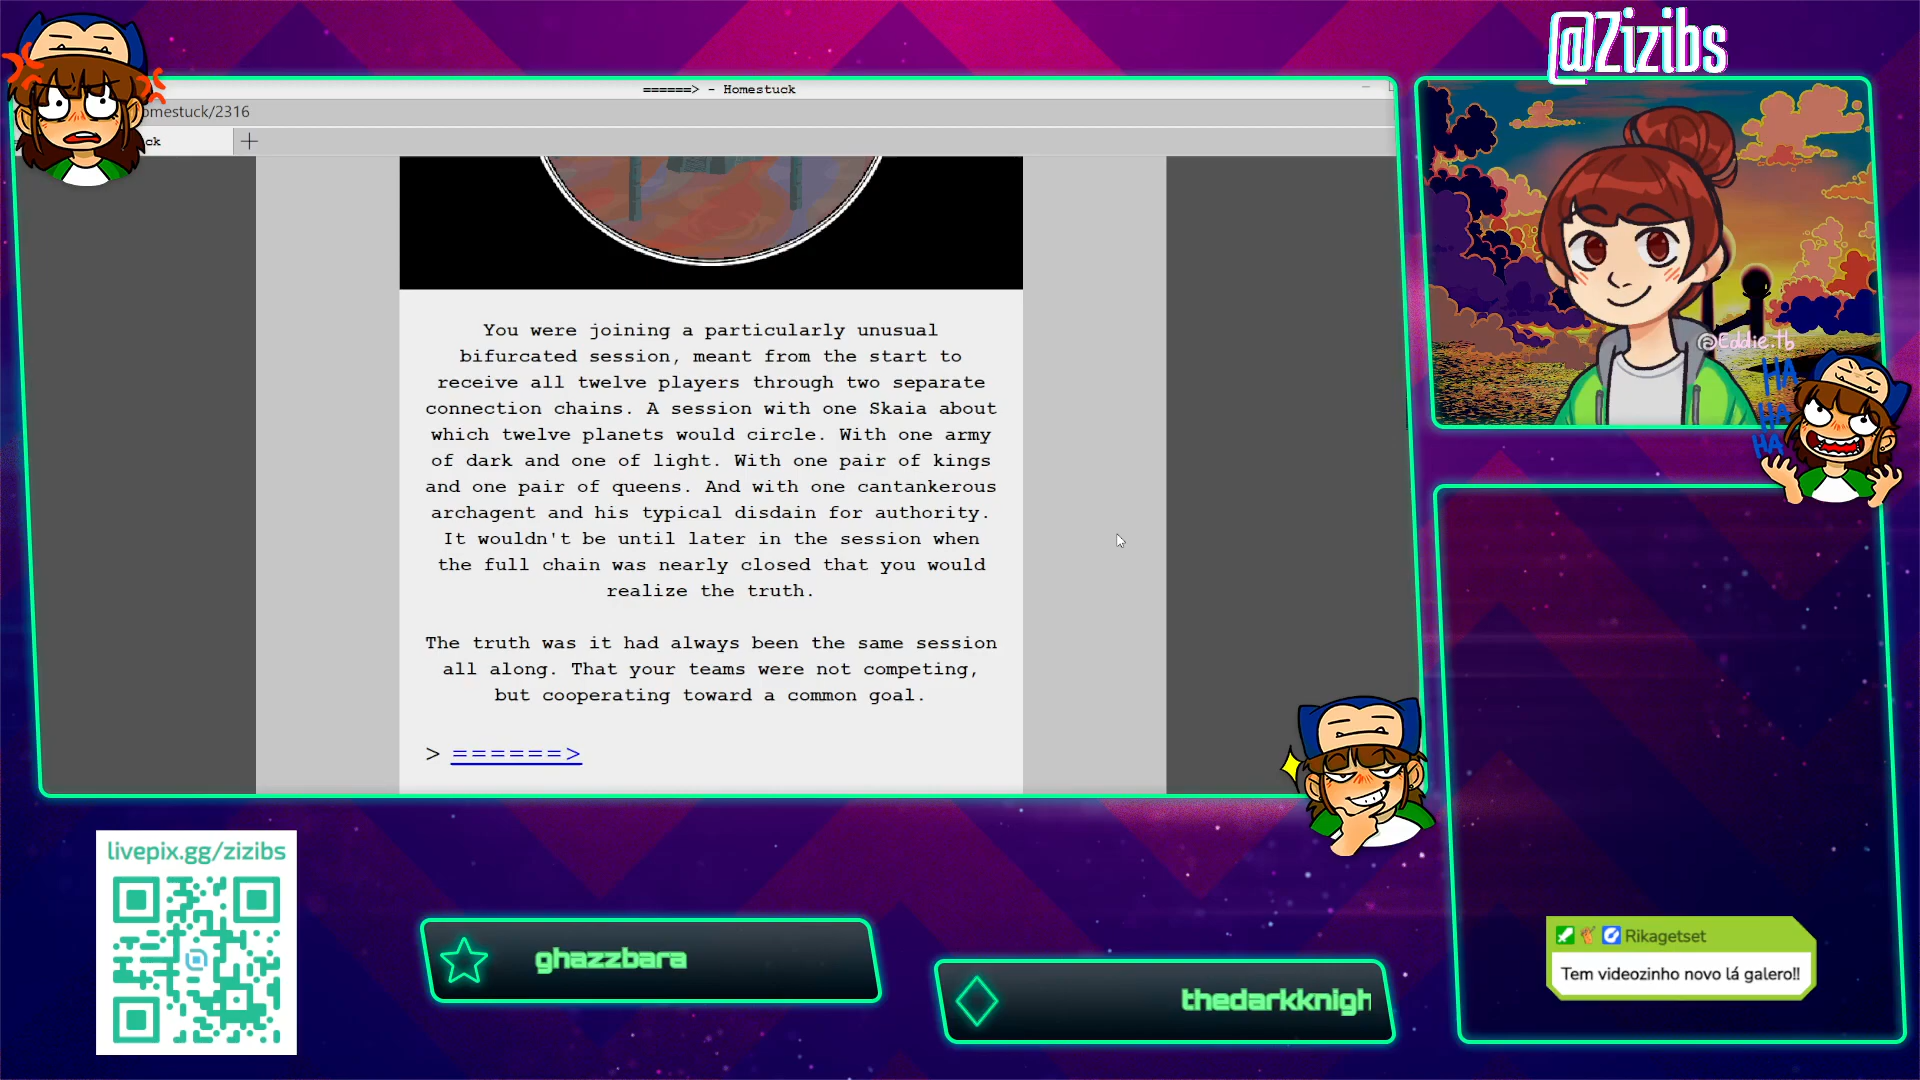 @Zizibs
======> - Homestuck
omestuck/2316
ck
You were joining a particularly unusual
bifurcated session, meant from the start to
receive all twelve players through two separate
connection chains. A session with one Skaia about
which twelve planets would circle. With one army
of dark and one of light. With one pair of kings
and one pair of queens. And with one cantankerous
archagent and his typical disdain for authority.
It wouldn't be until later in the session when
the full chain was nearly closed that you would
realize the truth.
The truth was it had always been the same session
all along. That your teams were not competing,
but cooperating toward a common goal.
> ======>
@Eddie.tb
HA
HA
HA
livepix.gg/zizibs
ghazzbara
thedarkknigh
Rikagetset
Tem videozinho novo lá galero!!